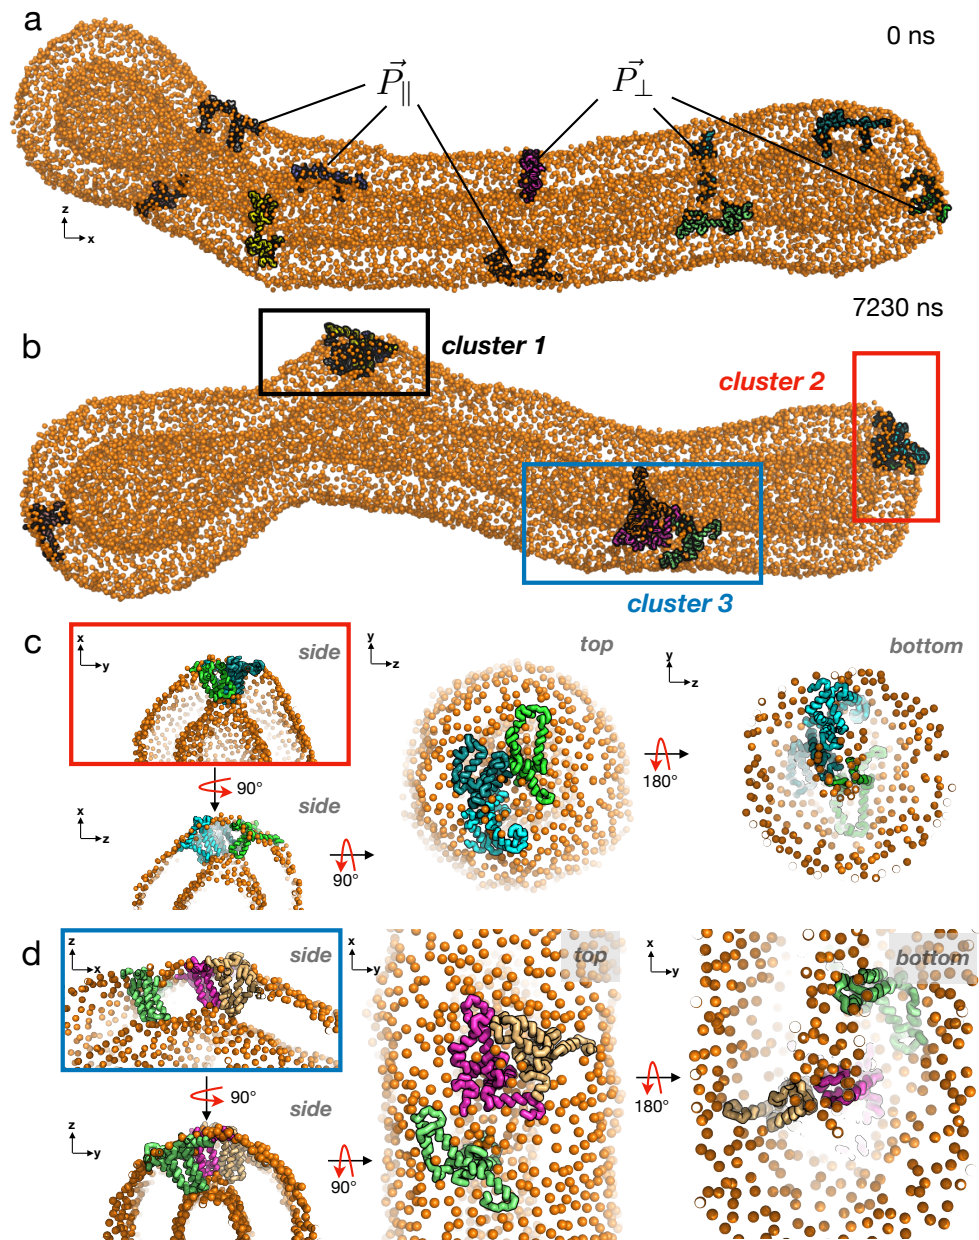 a
0 ns
P⃗∥
P⃗⊥
z
x
7230 ns
b
cluster 1
cluster 2
cluster 3
c
x
y
side
y
z
top
y
z
bottom
90°
180°
x
z
side
90°
d
z
x
side
x
y
top
x
y
bottom
90°
180°
z
y
side
90°